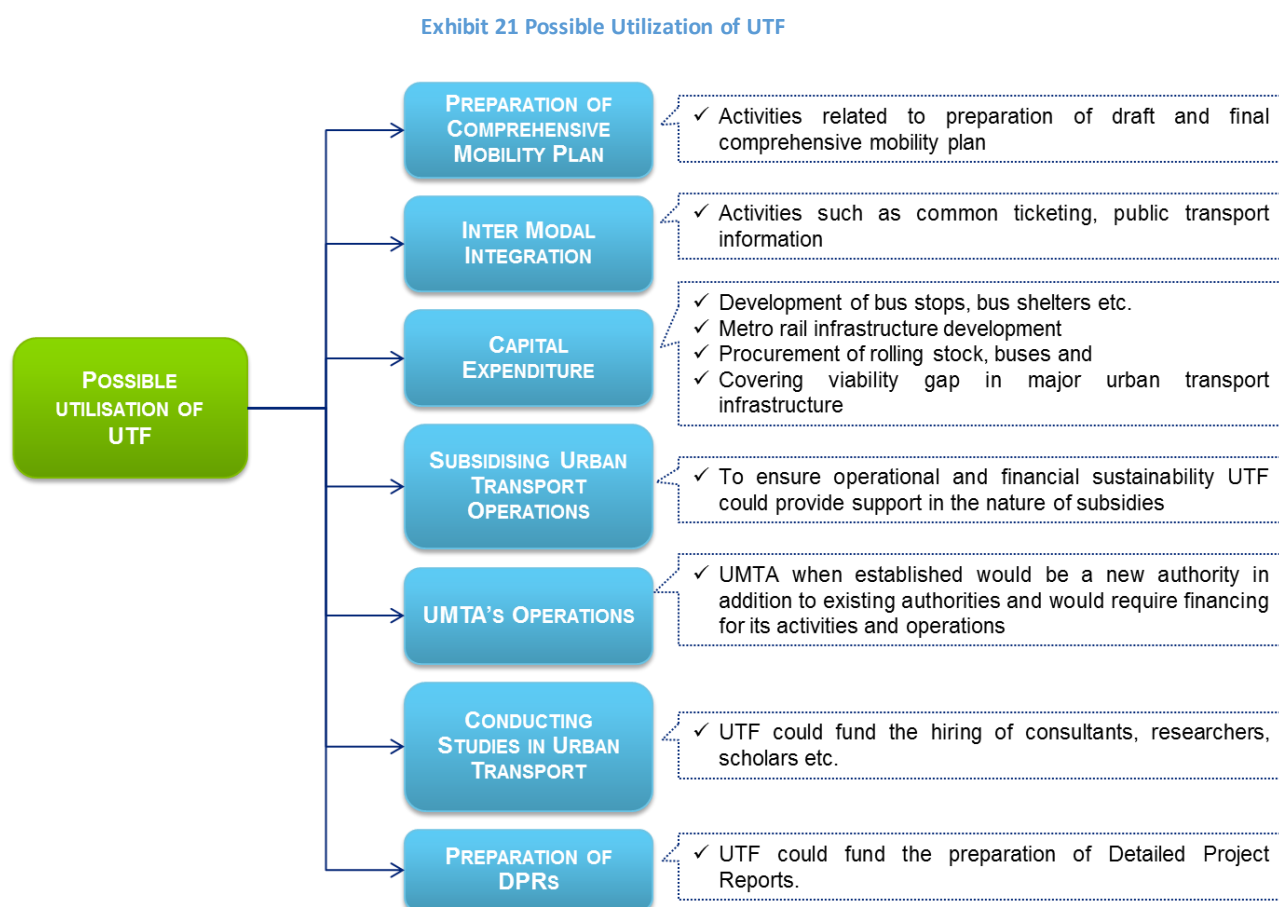 Exhibit 21 Possible Utilization of UTF
POSSIBLE
UTILISATION OF
UTF
PREPARATION OF
COMPREHENSIVE
MOBILITY PLAN
✓ Activities related to preparation of draft and final
comprehensive mobility plan
INTER MODAL
INTEGRATION
✓ Activities such as common ticketing, public transport
information
CAPITAL
EXPENDITURE
✓ Development of bus stops, bus shelters etc.
✓ Metro rail infrastructure development
✓ Procurement of rolling stock, buses and
✓ Covering viability gap in major urban transport
infrastructure
SUBSIDISING URBAN
TRANSPORT
OPERATIONS
✓ To ensure operational and financial sustainability UTF
could provide support in the nature of subsidies
UMTA'S OPERATIONS
✓ UMTA when established would be a new authority in
addition to existing authorities and would require financing
for its activities and operations
CONDUCTING
STUDIES IN URBAN
TRANSPORT
✓ UTF could fund the hiring of consultants, researchers,
scholars etc.
PREPARATION OF
DPRS
✓ UTF could fund the preparation of Detailed Project
Reports.